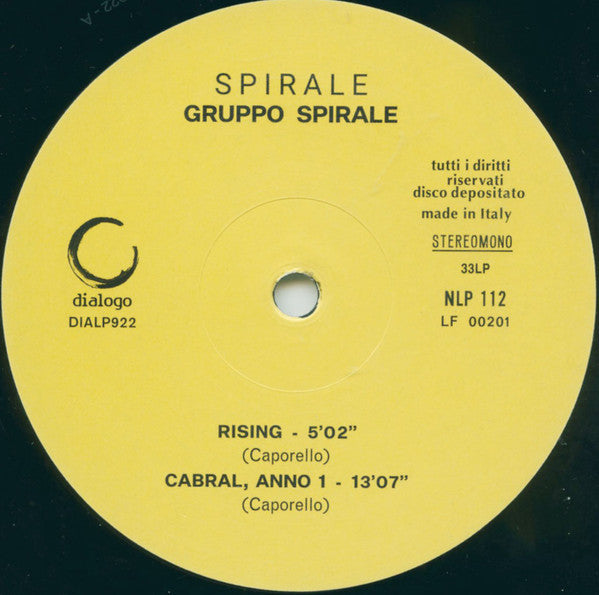 SPIRALE
GRUPPO SPIRALE
tutti i diritti
riservati
disco depositato
made in Italy
STEREOMONO
33LP
NLP 112
LF 00201
dialogo
DIALP922
RISING - 5'02”
(Caporello)
CABRAL, ANNO 1 - 13'07”
(Caporello)